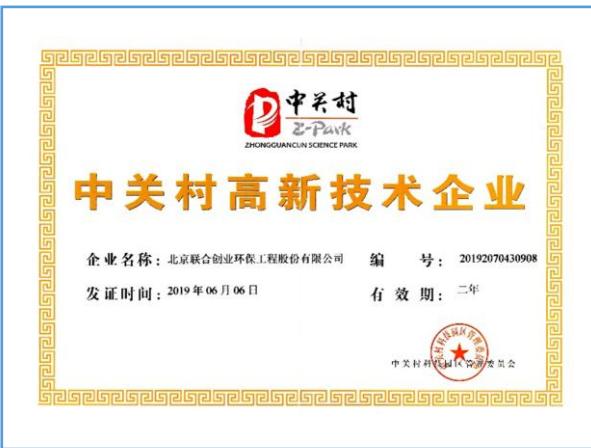 中关村
Z-Park
ZHONGGUANCUN SCIENCE PARK
中关村高新技术企业
企业名称：北京联合创业环保工程股份有限公司 编 号：20192070430908
发证时间：2019年06月06日 有 效 期：二年
中关村科技园区管理委员会